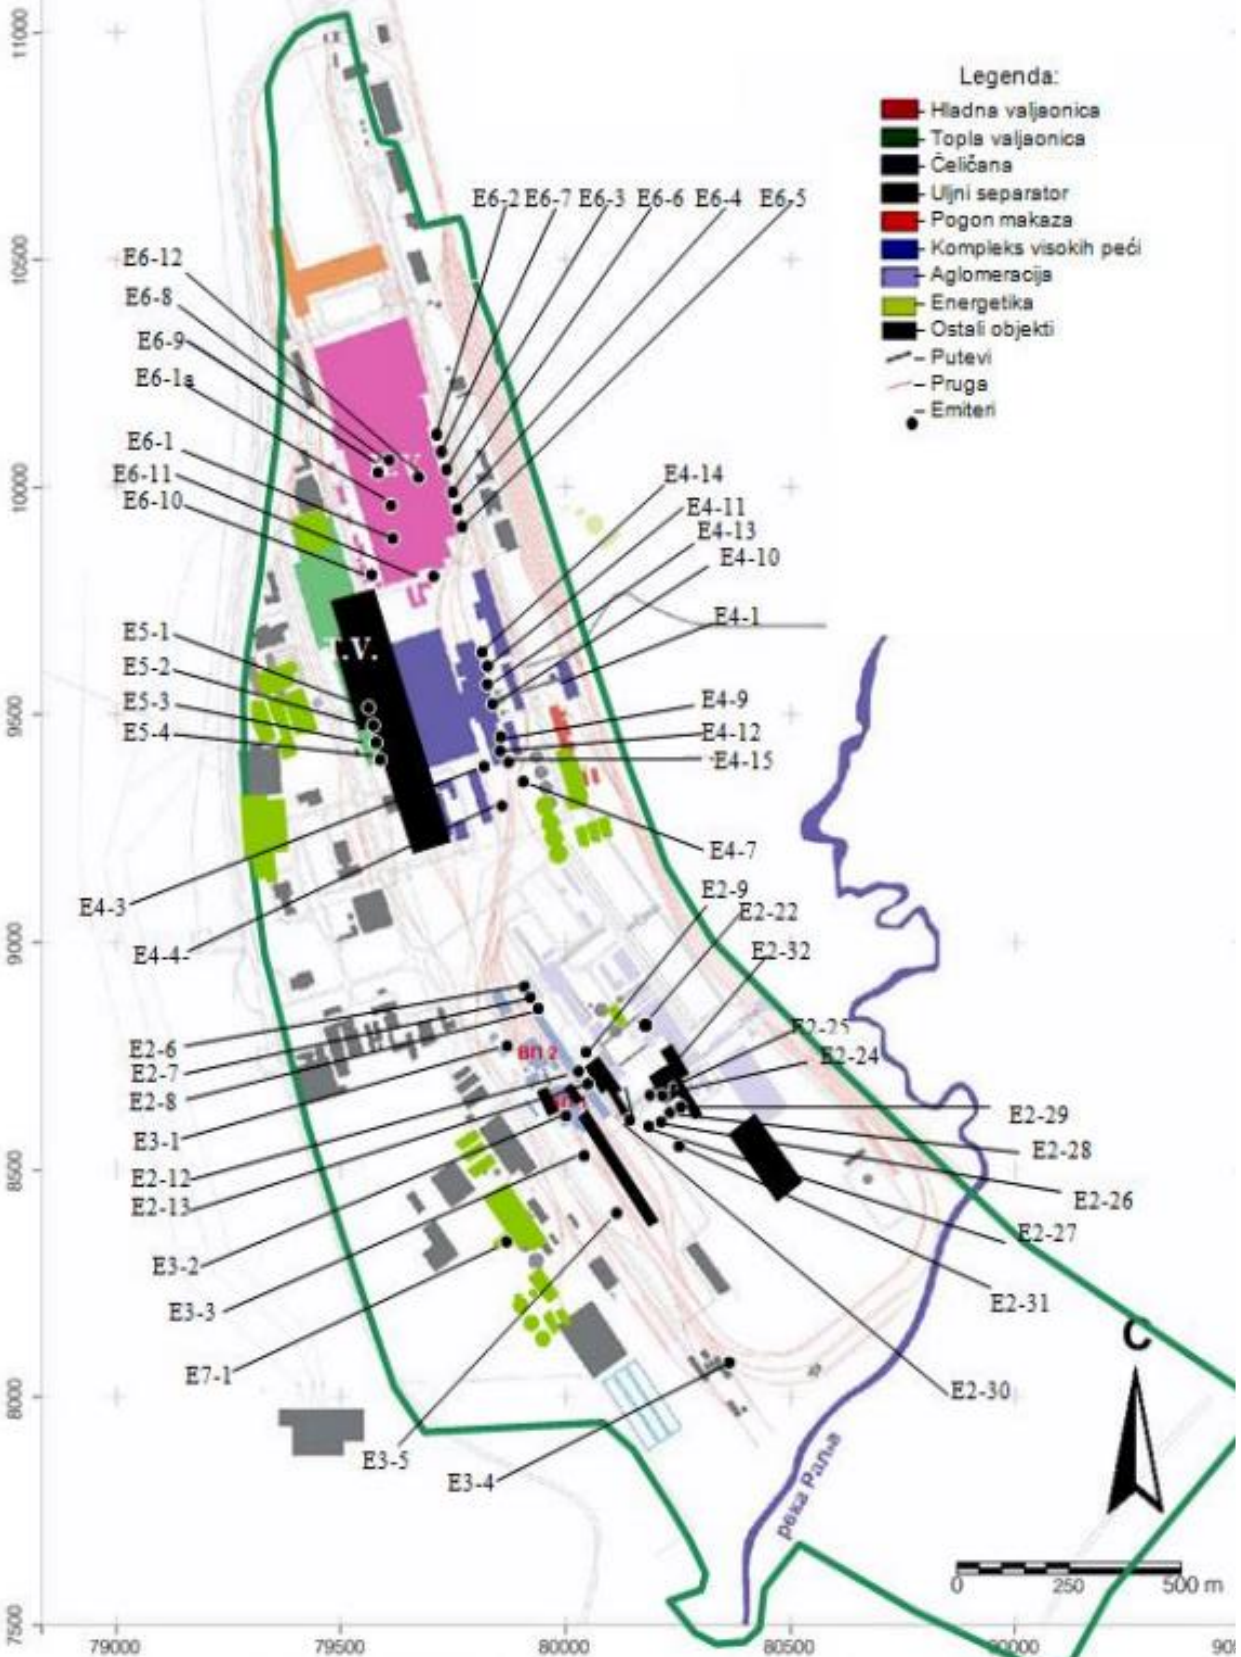 Legenda:
Hladna valjaonica
Topla valjaonica
Čeličana
Uljni separator
Pogon makaza
Kompleks visokih peći
Aglomeracija
Energetika
Ostali objekti
Putevi
Pruga
Emiteri
11000
10500
10000
9500
9000
8500
8000
7500
E6-2
E6-7
E6-3
E6-6
E6-4
E6-5
E6-12
E6-8
E6-9
E6-1a
E6-1
E6-11
E6-10
E4-14
E4-11
E4-13
E4-10
E4-1
E5-1
E5-2
E5-3
E5-4
T.V.
E4-9
E4-12
E4-15
E4-7
E4-3
E4-4
E2-9
E2-22
E2-32
E2-25
E2-24
E2-6
E2-7
E2-8
E3-1
E2-12
E2-13
E3-2
E3-3
E7-1
ВП 2
E2-29
E2-28
E2-26
E2-27
E2-31
E2-30
E3-5
E3-4
С
река Раља
0 250 500 m
79000 79500 80000 80500